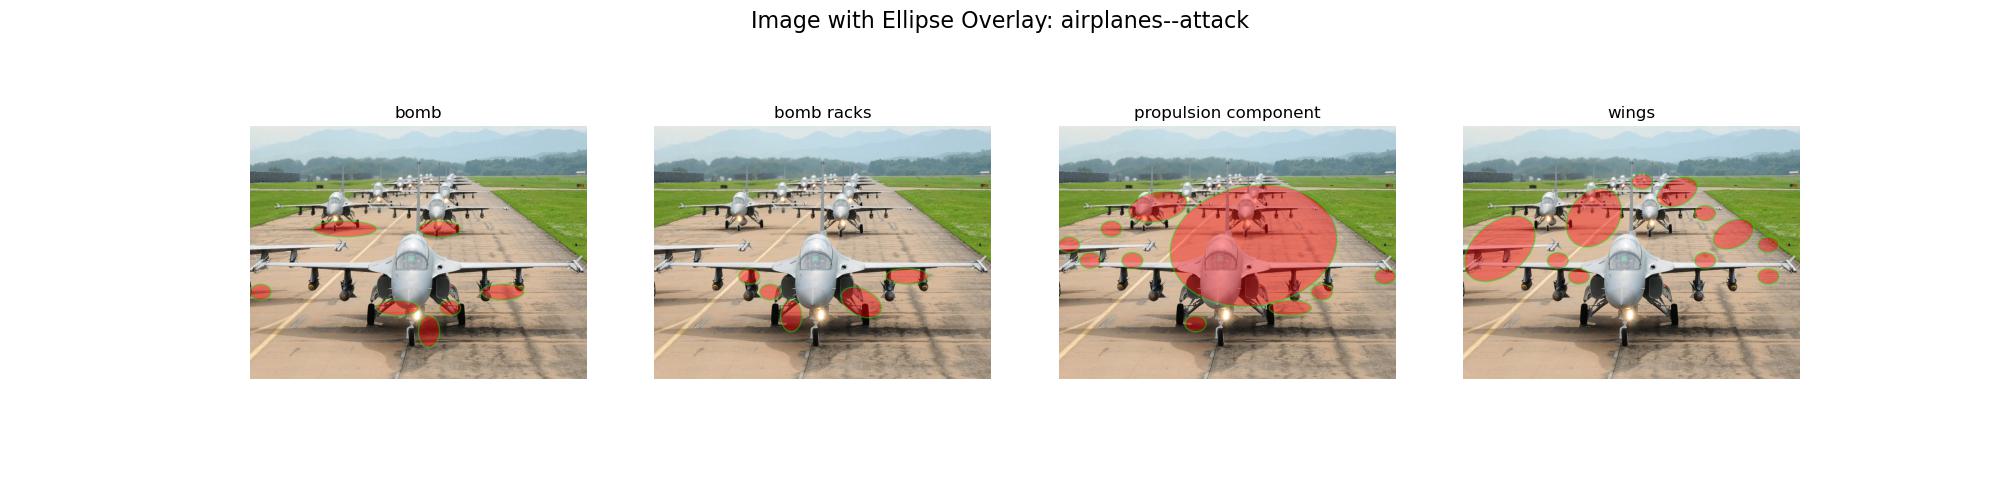 Image with Ellipse Overlay: airplanes--attack
bomb
bomb racks
propulsion component
wings